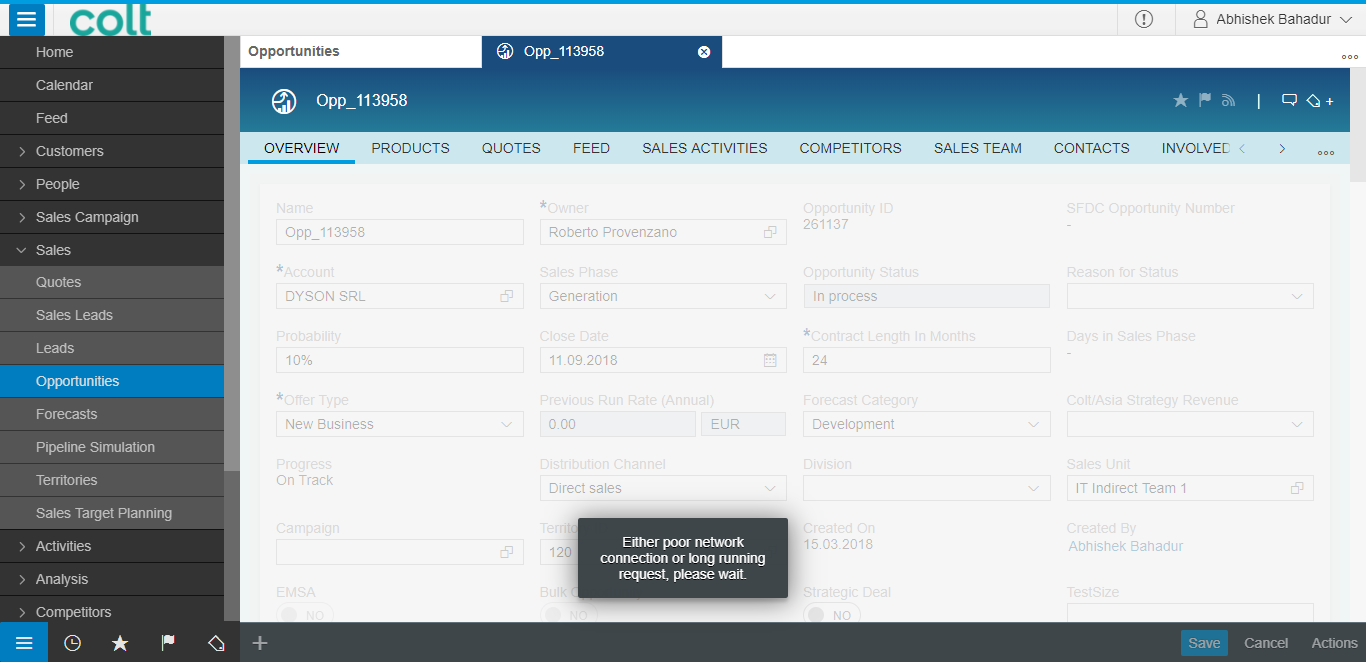 colt
Abhishek Bahadur
Home
Calendar
Feed
Customers
People
Sales Campaign
Sales
Quotes
Sales Leads
Leads
Opportunities
Forecasts
Pipeline Simulation
Territories
Sales Target Planning
Activities
Analysis
Competitors
Opportunities
Opp_113958
Opp_113958
OVERVIEW PRODUCTS QUOTES FEED SALES ACTIVITIES COMPETITORS SALES TEAM CONTACTS INVOLVED
Name *Owner Opportunity ID SFDC Opportunity Number
Opp_113958 Roberto Provenzano 261137 -
*Account Sales Phase Opportunity Status Reason for Status
DYSON SRL Generation In process
Probability Close Date *Contract Length In Months Days in Sales Phase
10% 11.09.2018 24 -
*Offer Type Previous Run Rate (Annual) Forecast Category Colt/Asia Strategy Revenue
New Business 0.00 EUR Development
Progress Distribution Channel Division Sales Unit
On Track Direct sales IT Indirect Team 1
Campaign Created On Created By
120 15.03.2018 Abhishek Bahadur
Either poor network
connection or long running
request, please wait.
EMSA Bulk Strategic Deal TestSize
NO NO NO
Save Cancel Actions